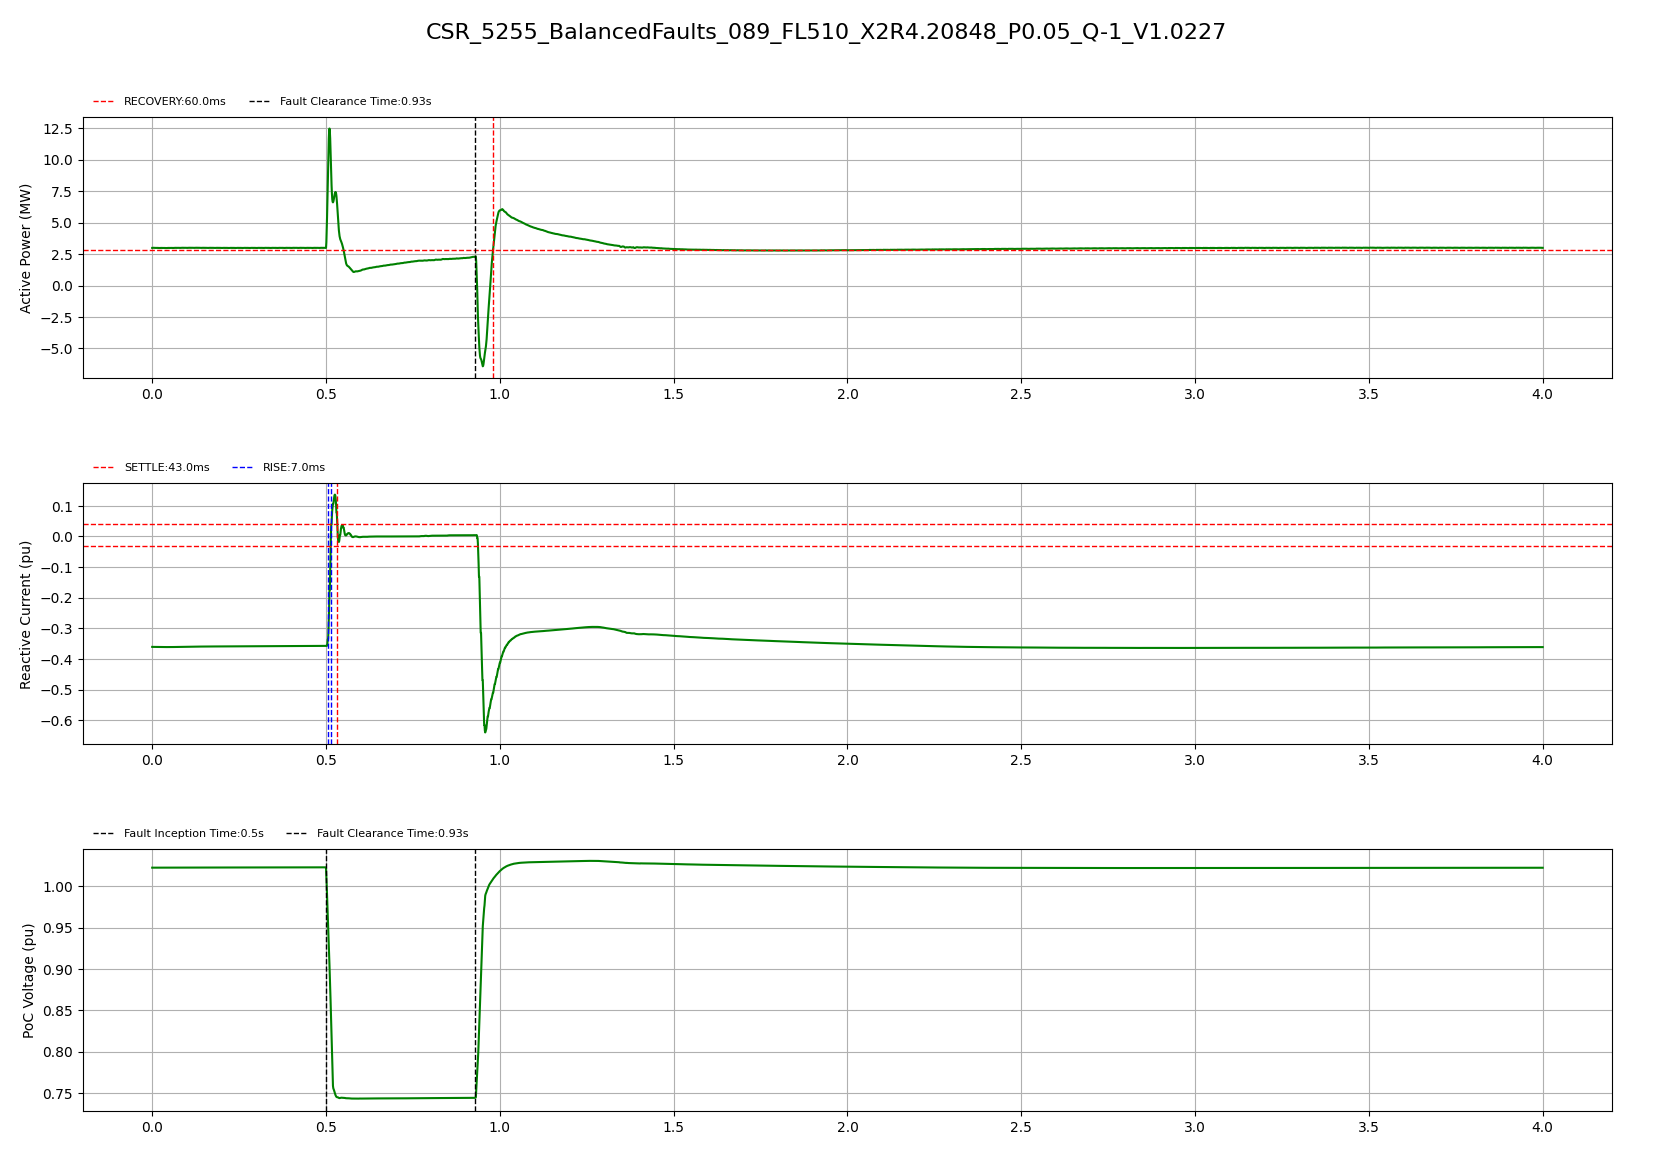 CSR_5255_BalancedFaults_089_FL510_X2R4.20848_P0.05_Q-1_V1.0227
RECOVERY:60.0ms Fault Clearance Time:0.93s
Active Power (MW)
12.5
10.0
7.5
5.0
2.5
0.0
−2.5
−5.0
0.0 0.5 1.0 1.5 2.0 2.5 3.0 3.5 4.0
SETTLE:43.0ms RISE:7.0ms
Reactive Current (pu)
0.1
0.0
−0.1
−0.2
−0.3
−0.4
−0.5
−0.6
0.0 0.5 1.0 1.5 2.0 2.5 3.0 3.5 4.0
Fault Inception Time:0.5s Fault Clearance Time:0.93s
PoC Voltage (pu)
1.00
0.95
0.90
0.85
0.80
0.75
0.0 0.5 1.0 1.5 2.0 2.5 3.0 3.5 4.0